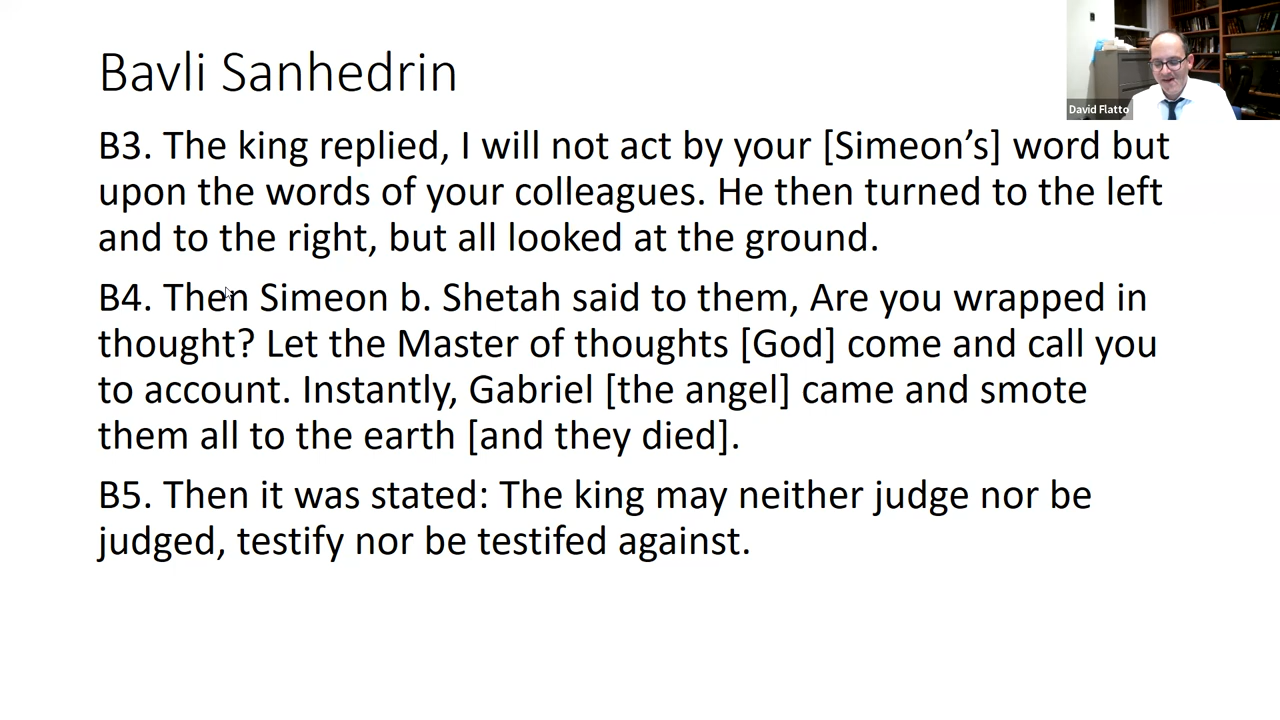 Bavli Sanhedrin
David Flatto
B3. The king replied, I will not act by your [Simeon’s] word but
upon the words of your colleagues. He then turned to the left
and to the right, but all looked at the ground.
B4. Then Simeon b. Shetah said to them, Are you wrapped in
thought? Let the Master of thoughts [God] come and call you
to account. Instantly, Gabriel [the angel] came and smote
them all to the earth [and they died].
B5. Then it was stated: The king may neither judge nor be
judged, testify nor be testifed against.